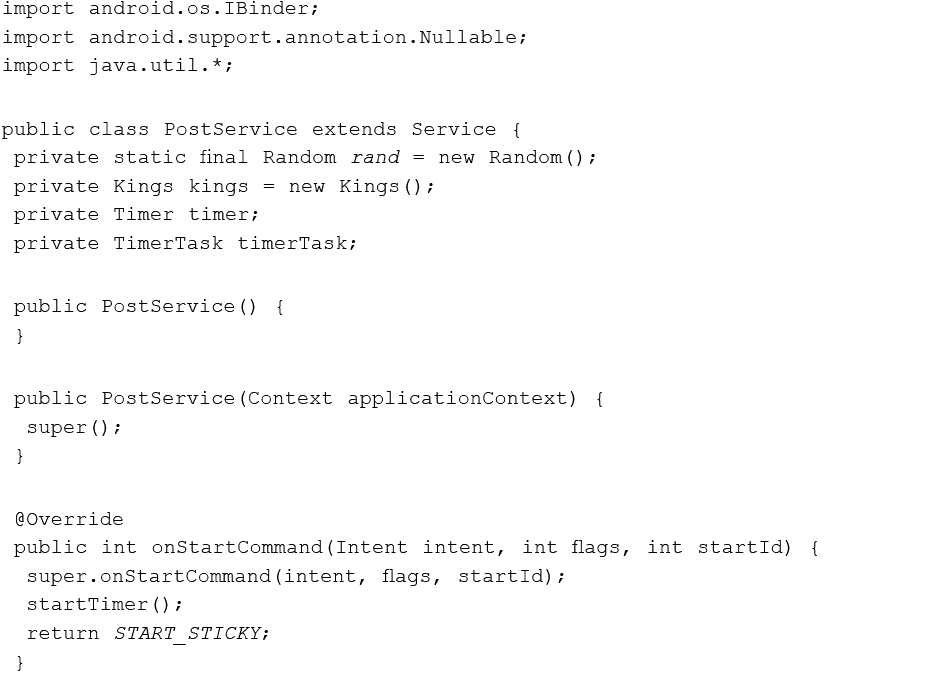 import android.os.IBinder;
import android.support.annotation.Nullable;
import java.util.*;
public class PostService extends Service {
private static final Random rand = new Random();
private Kings kings = new Kings();
private Timer timer;
private TimerTask timerTask;
public PostService() {
}
public PostService(Context applicationContext) {
super();
}
@Override
public int onStartCommand(Intent intent, int flags, int startId) {
super.onStartCommand(intent, flags, startId);
startTimer();
return START_STICKY;
}